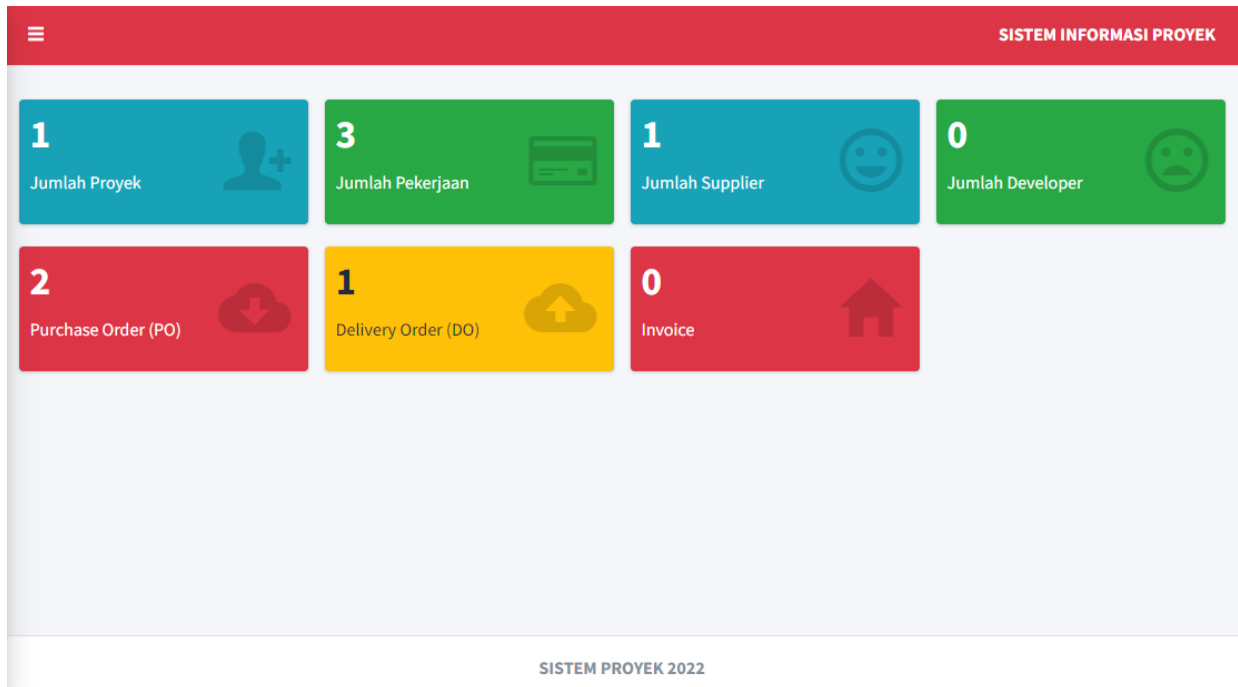 SISTEM INFORMASI PROYEK
1
Jumlah Proyek
3
Jumlah Pekerjaan
1
Jumlah Supplier
0
Jumlah Developer
2
Purchase Order (PO)
1
Delivery Order (DO)
0
Invoice
SISTEM PROYEK 2022